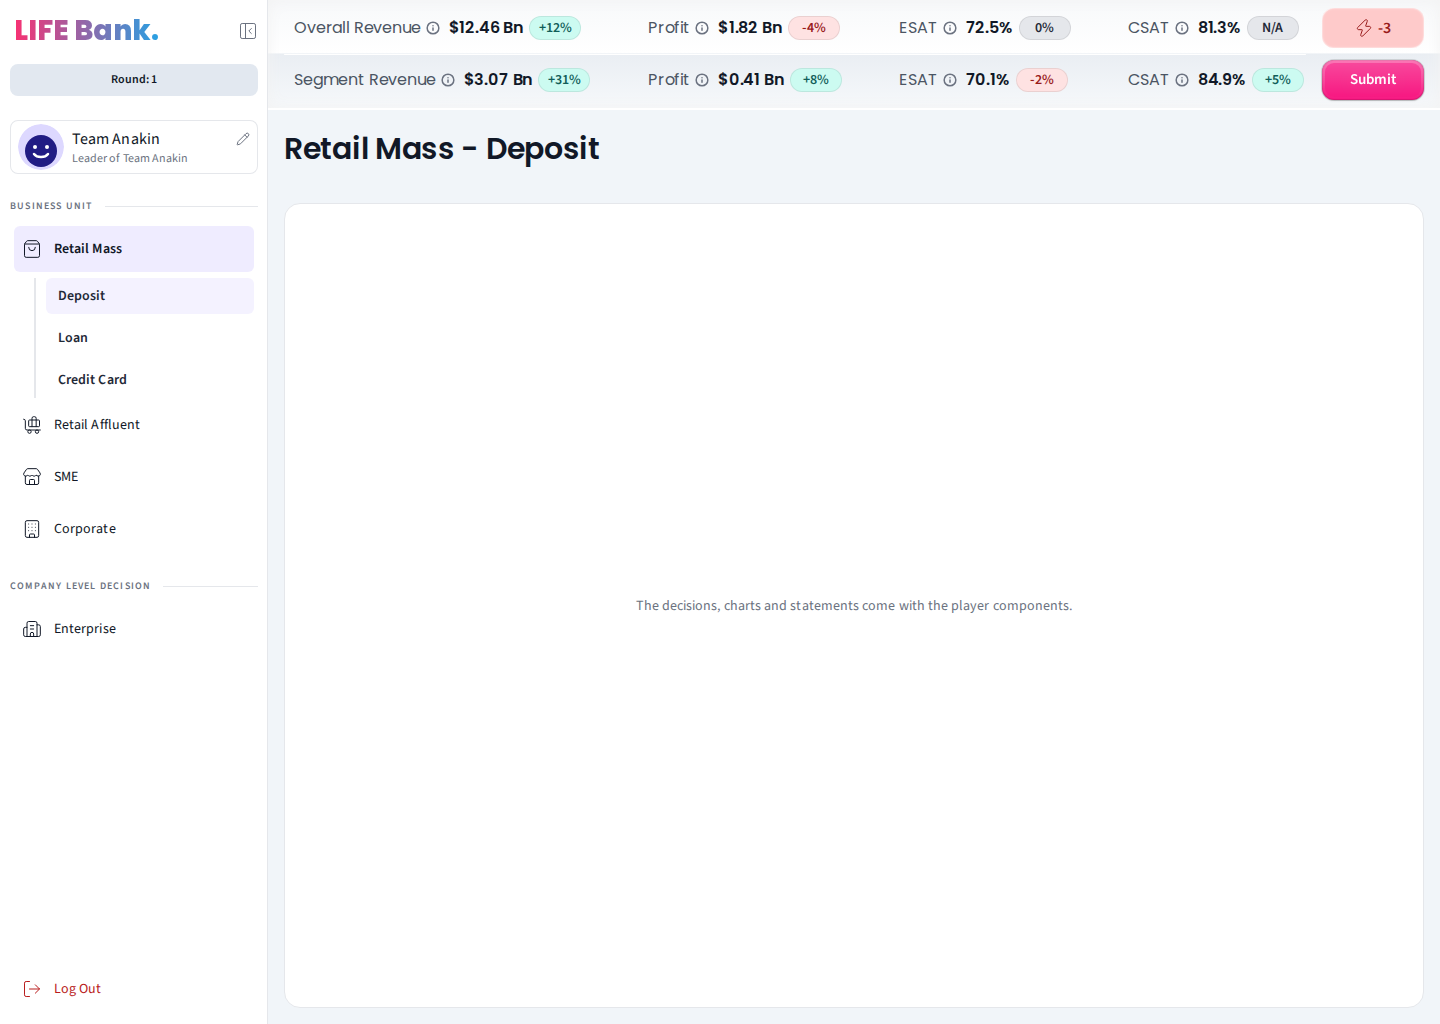 LIFE Bank.
Round: 1
Team Anakin
Leader of Team Anakin
BUSINESS UNIT
Retail Mass
Deposit
Loan
Credit Card
Retail Affluent
SME
Corporate
COMPANY LEVEL DECISION
Enterprise
Log Out
Overall Revenue $12.46 Bn +12% Profit $1.82 Bn -4% ESAT 72.5% 0% CSAT 81.3% N/A -3
Segment Revenue $3.07 Bn +31% Profit $0.41 Bn +8% ESAT 70.1% -2% CSAT 84.9% +5% Submit
Retail Mass - Deposit
The decisions, charts and statements come with the player components.